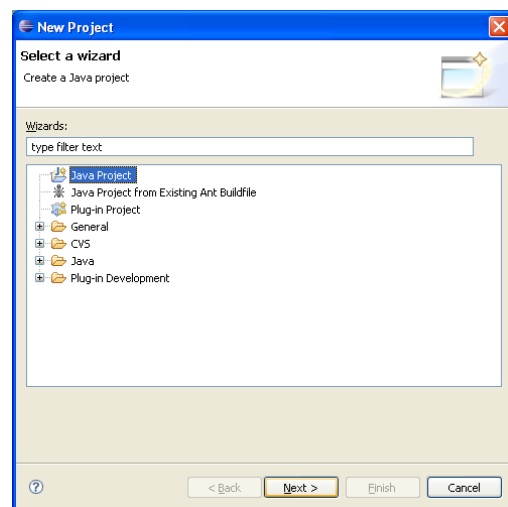 New Project
Select a wizard
Create a Java project
Wizards:
type filter text
Java Project
Java Project from Existing Ant Buildfile
Plug-in Project
General
CVS
Java
Plug-in Development
< Back Next > Finish Cancel